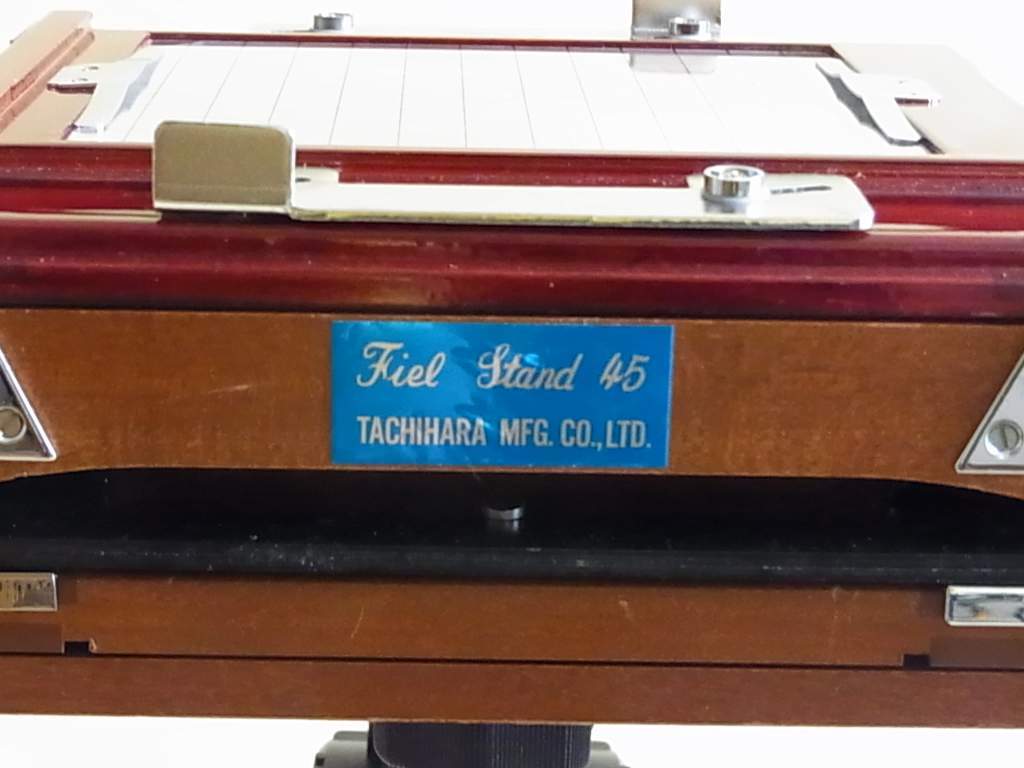 Fiel Stand 45
TACHIHARA MFG. CO., LTD.